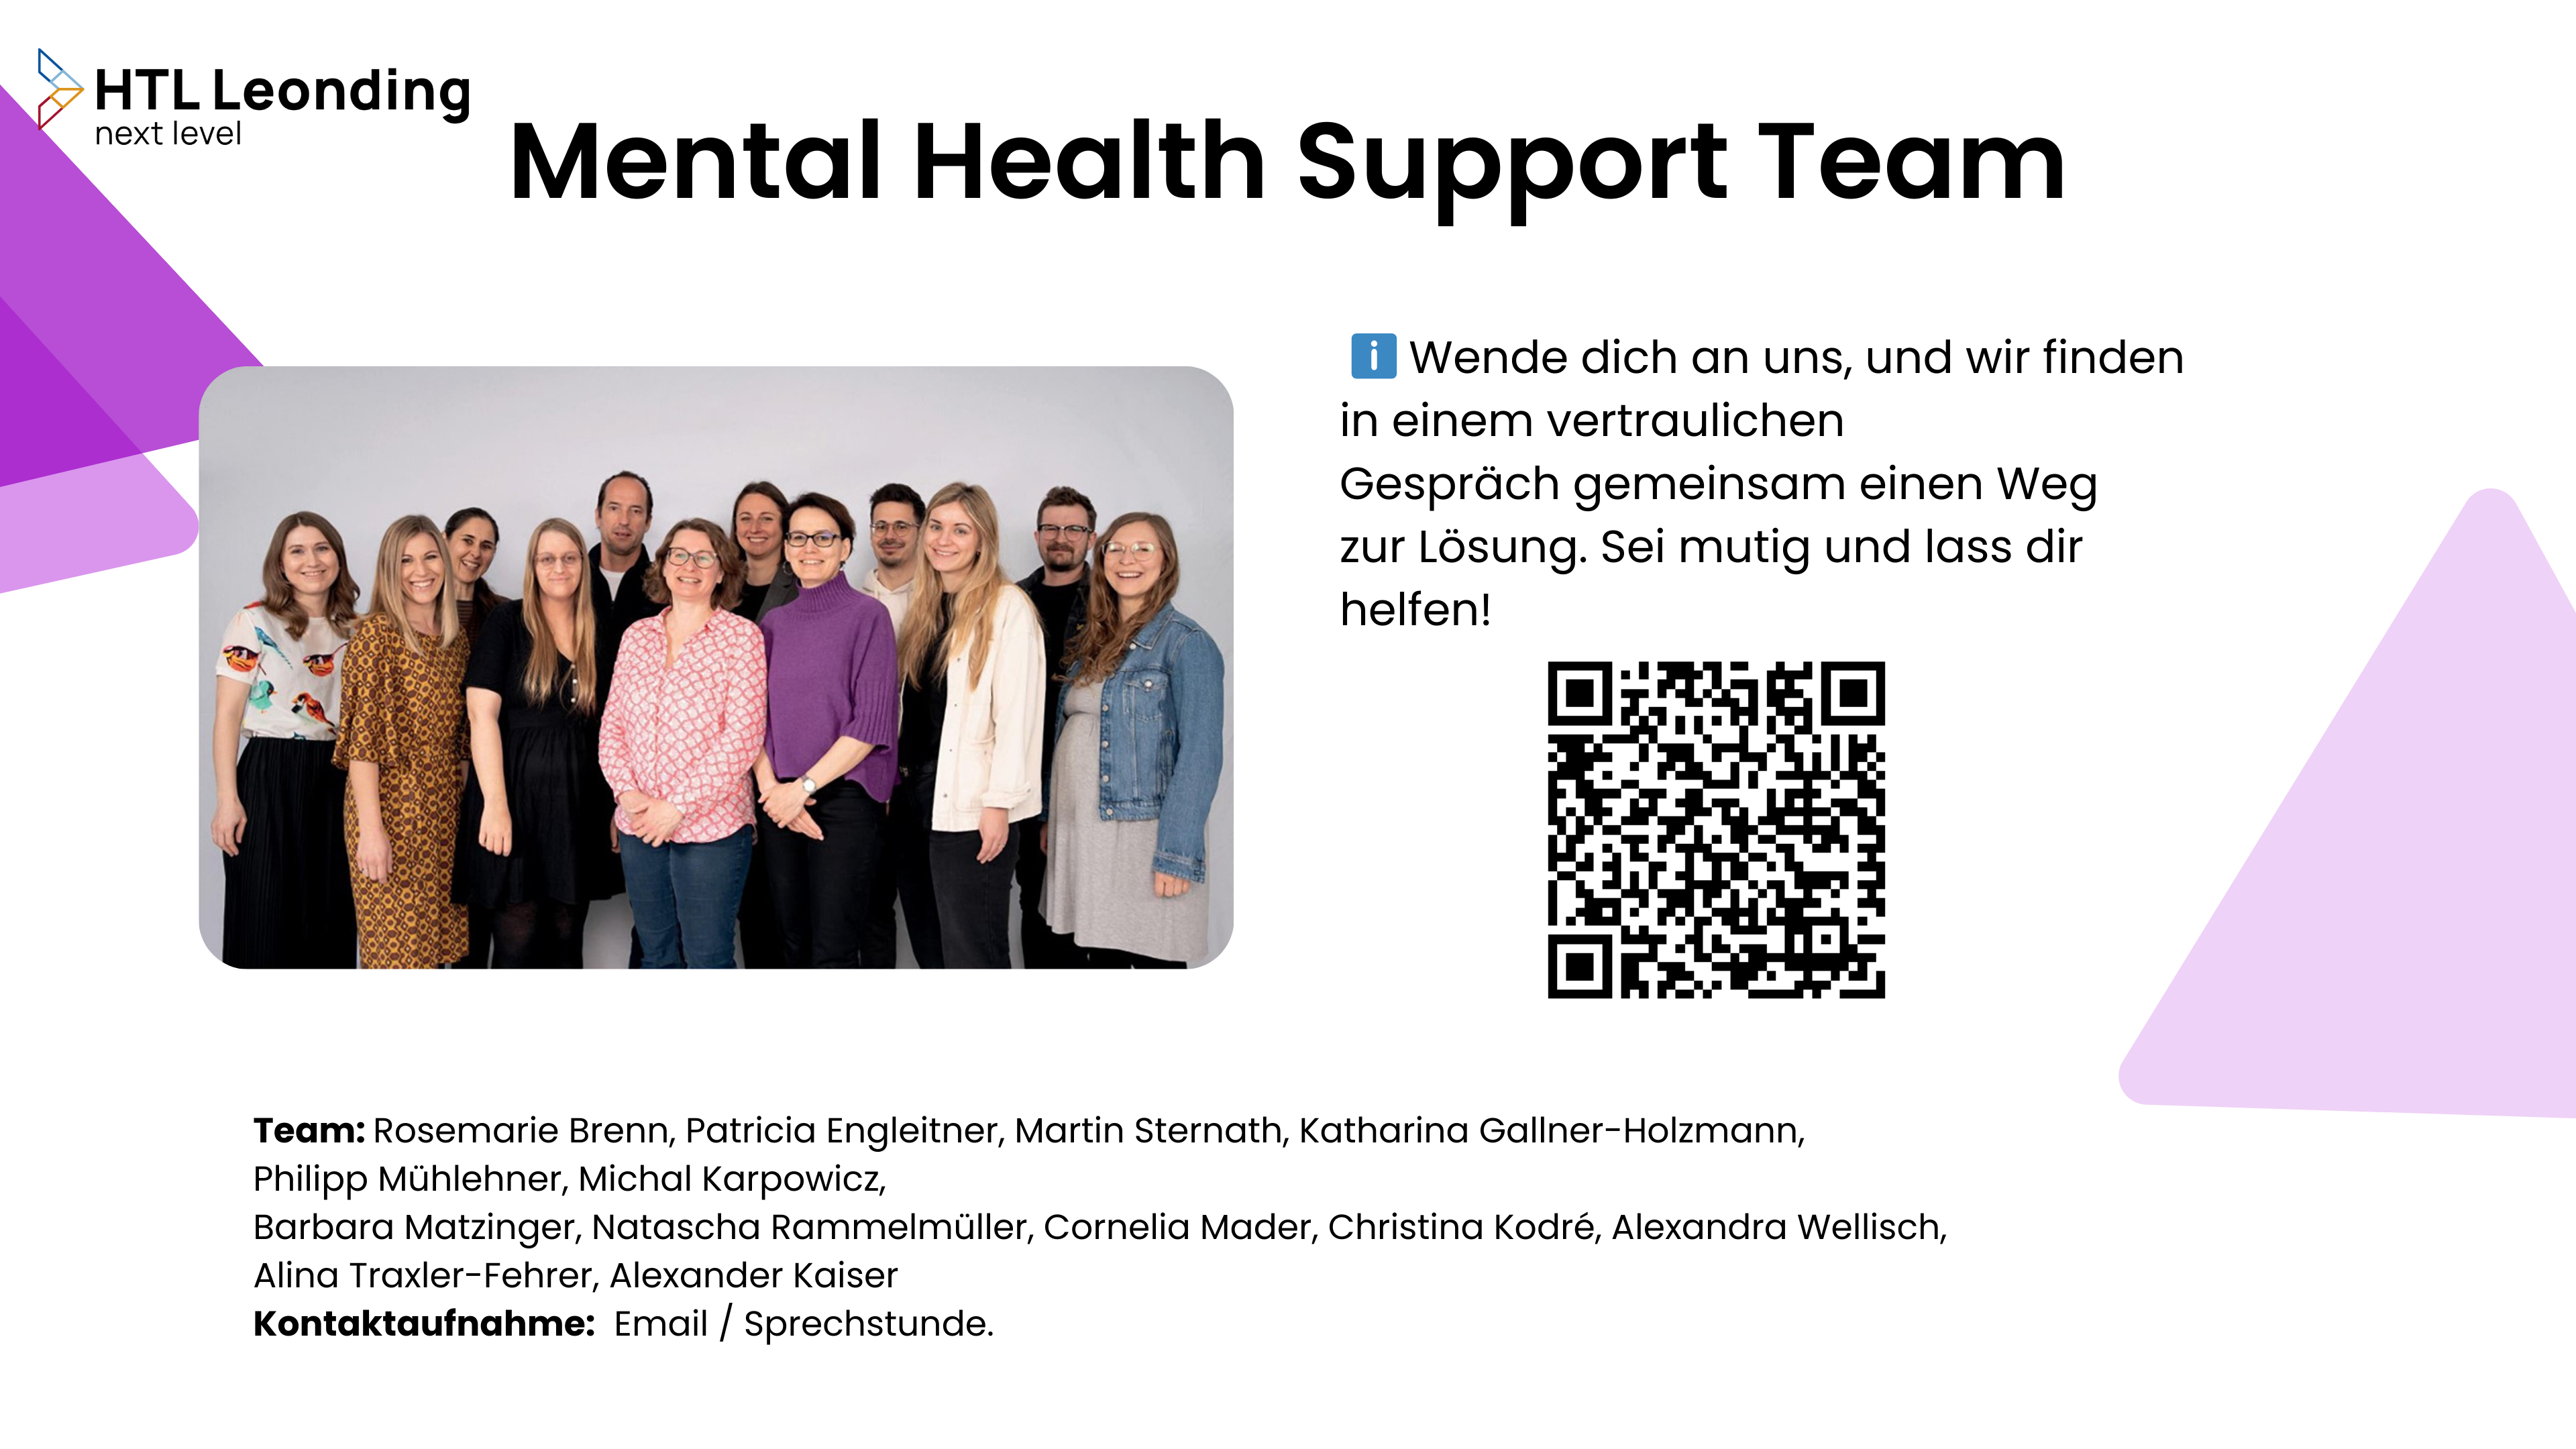 HTL Leonding
next level
Mental Health Support Team
i Wende dich an uns, und wir finden
in einem vertraulichen
Gespräch gemeinsam einen Weg
zur Lösung. Sei mutig und lass dir
helfen!
Team: Rosemarie Brenn, Patricia Engleitner, Martin Sternath, Katharina Gallner-Holzmann,
Philipp Mühlehner, Michal Karpowicz,
Barbara Matzinger, Natascha Rammelmüller, Cornelia Mader, Christina Kodré, Alexandra Wellisch,
Alina Traxler-Fehrer, Alexander Kaiser
Kontaktaufnahme: Email / Sprechstunde.